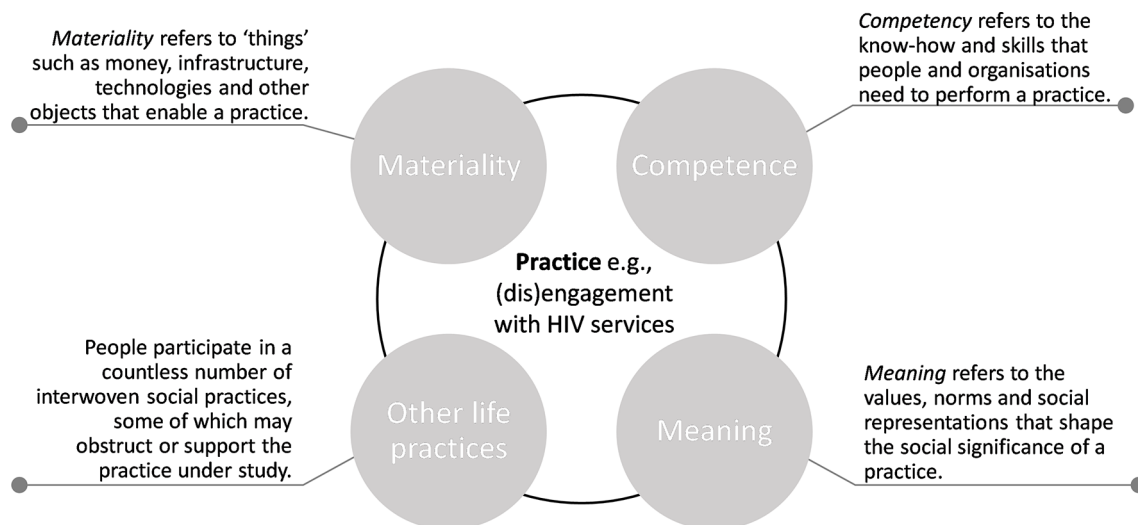 Materiality refers to ‘things’
such as money, infrastructure,
technologies and other
objects that enable a practice.
Competency refers to the
know-how and skills that
people and organisations
need to perform a practice.
Materiality
Competence
Practice e.g.,
(dis)engagement
with HIV services
People participate in a
countless number of
interwoven social practices,
some of which may
obstruct or support the
practice under study.
Other life
practices
Meaning
Meaning refers to the
values, norms and social
representations that shape
the social significance of a
practice.